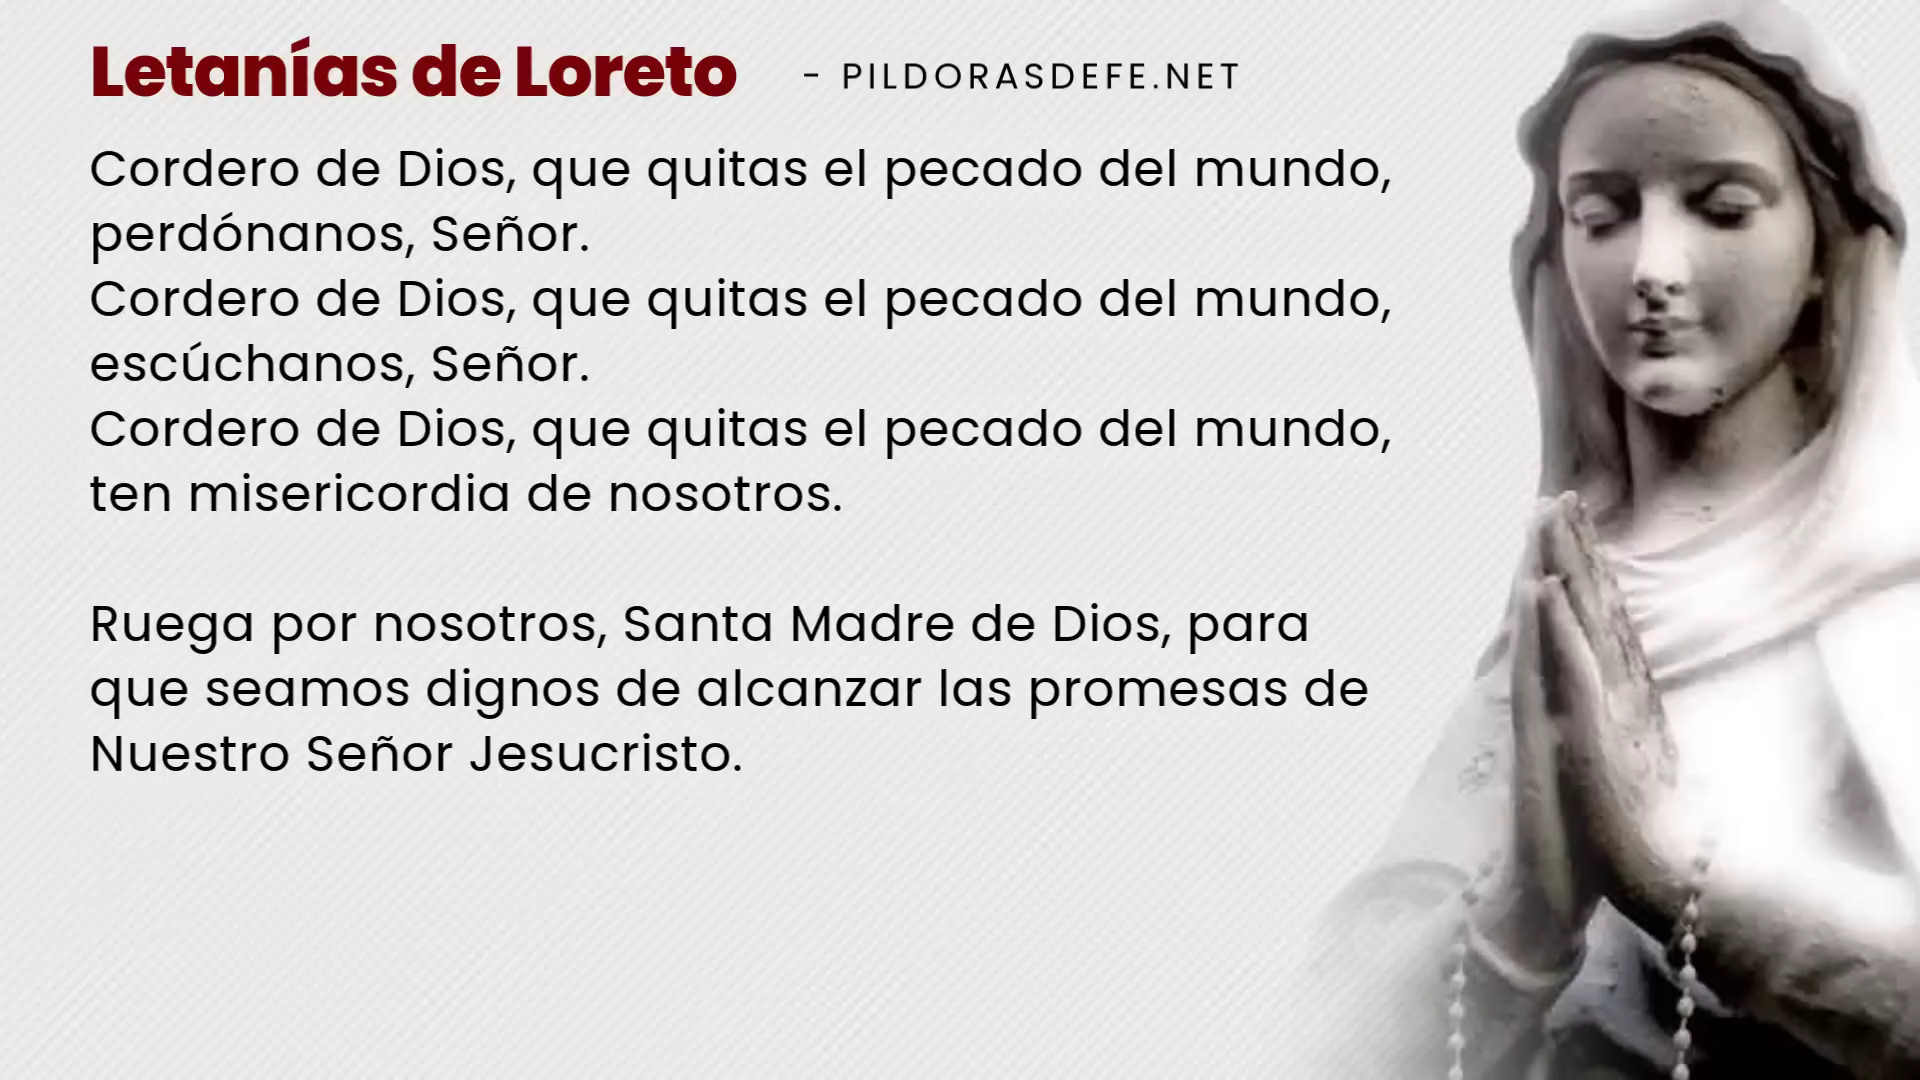 Letanías de Loreto - PILDORASDEFE.NET
Cordero de Dios, que quitas el pecado del mundo,
perdónanos, Señor.
Cordero de Dios, que quitas el pecado del mundo,
escúchanos, Señor.
Cordero de Dios, que quitas el pecado del mundo,
ten misericordia de nosotros.
Ruega por nosotros, Santa Madre de Dios, para
que seamos dignos de alcanzar las promesas de
Nuestro Señor Jesucristo.